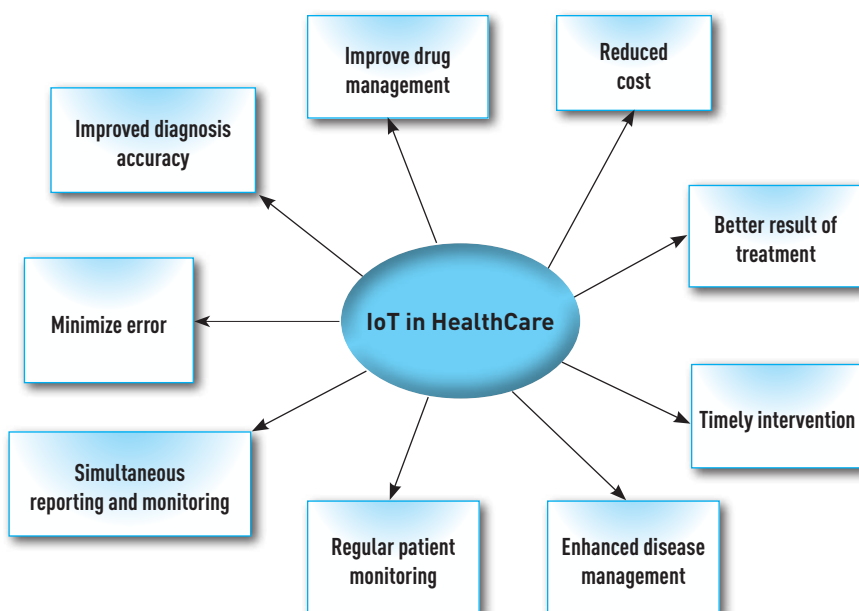 Improve drug
management
Reduced
cost
Improved diagnosis
accuracy
Better result of
treatment
IoT in HealthCare
Minimize error
Timely intervention
Simultaneous
reporting and monitoring
Regular patient
monitoring
Enhanced disease
management